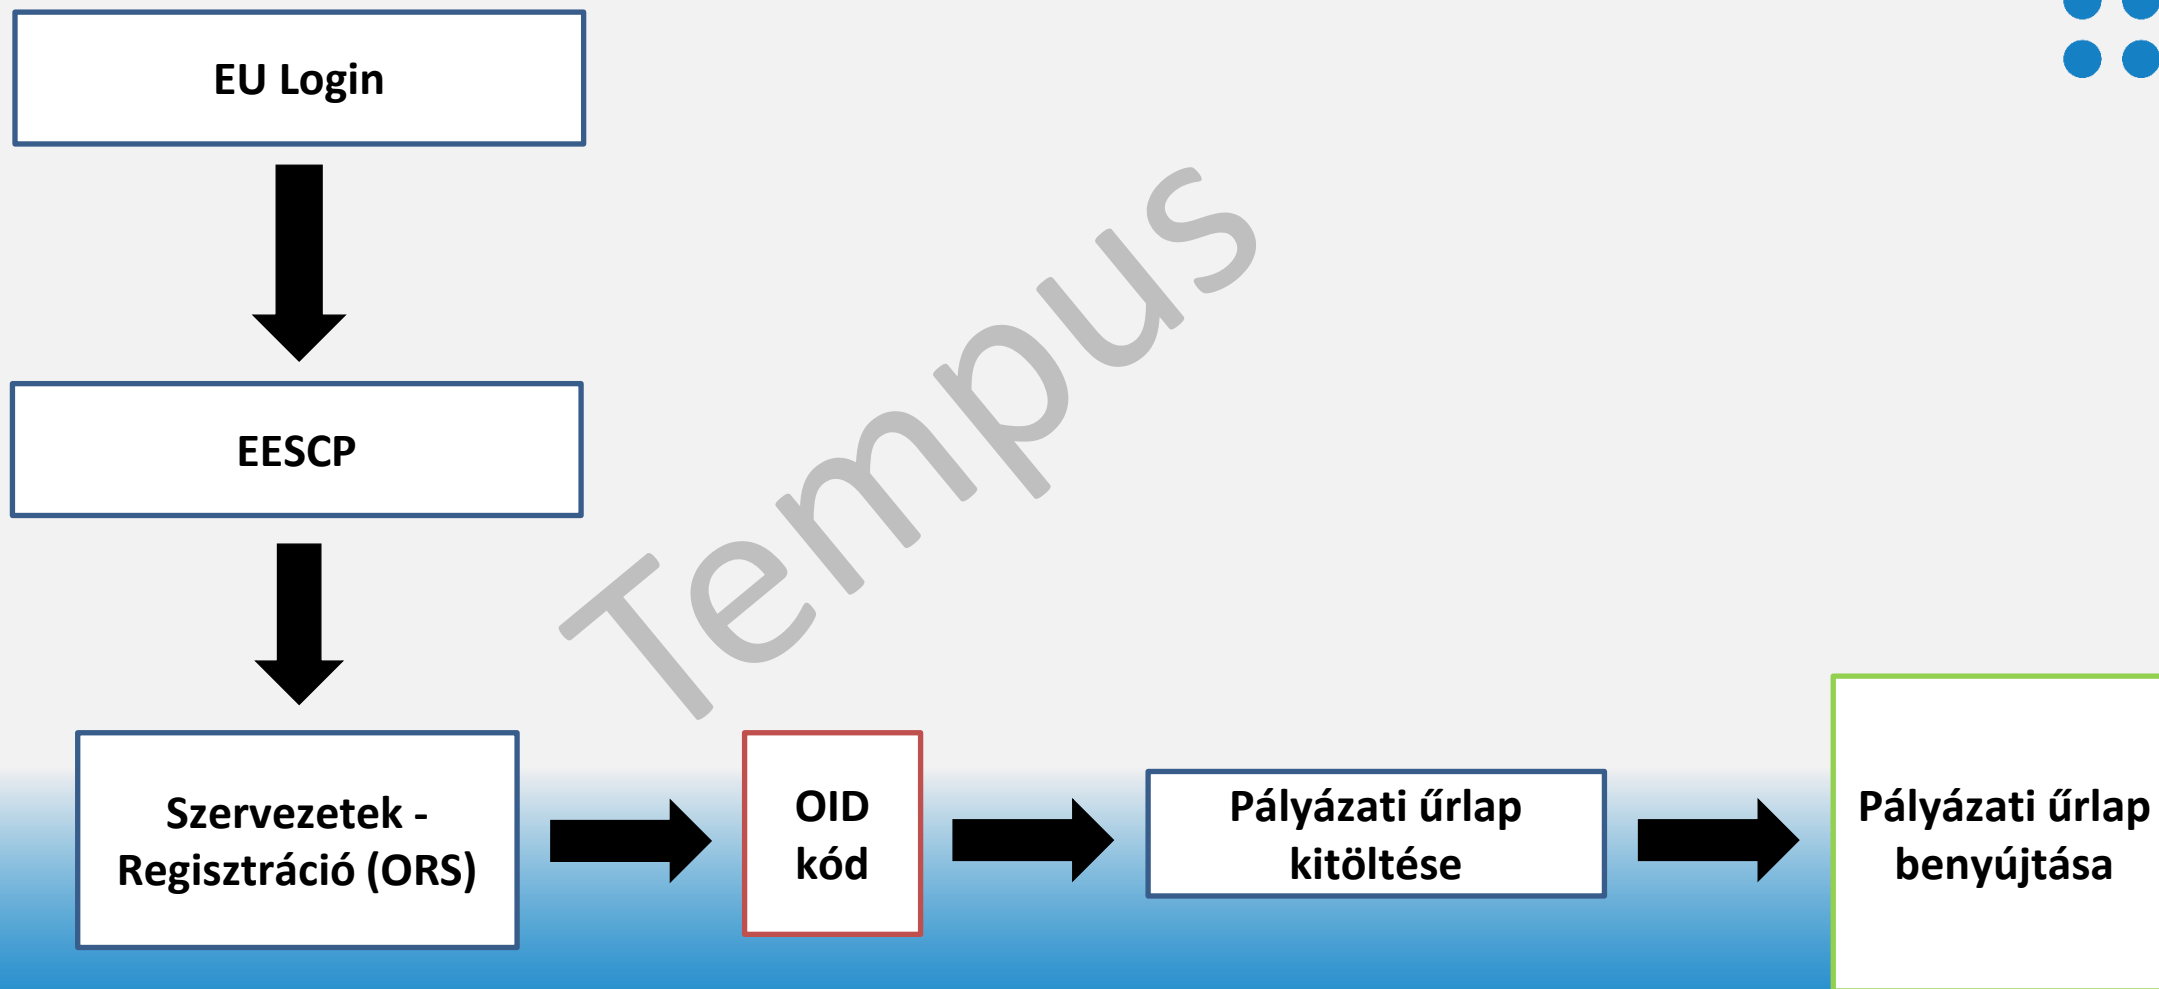 EU Login
EESCP
Tempus
Szervezetek -
Regisztráció (ORS)
OID
kód
Pályázati űrlap
kitöltése
Pályázati űrlap
benyújtása